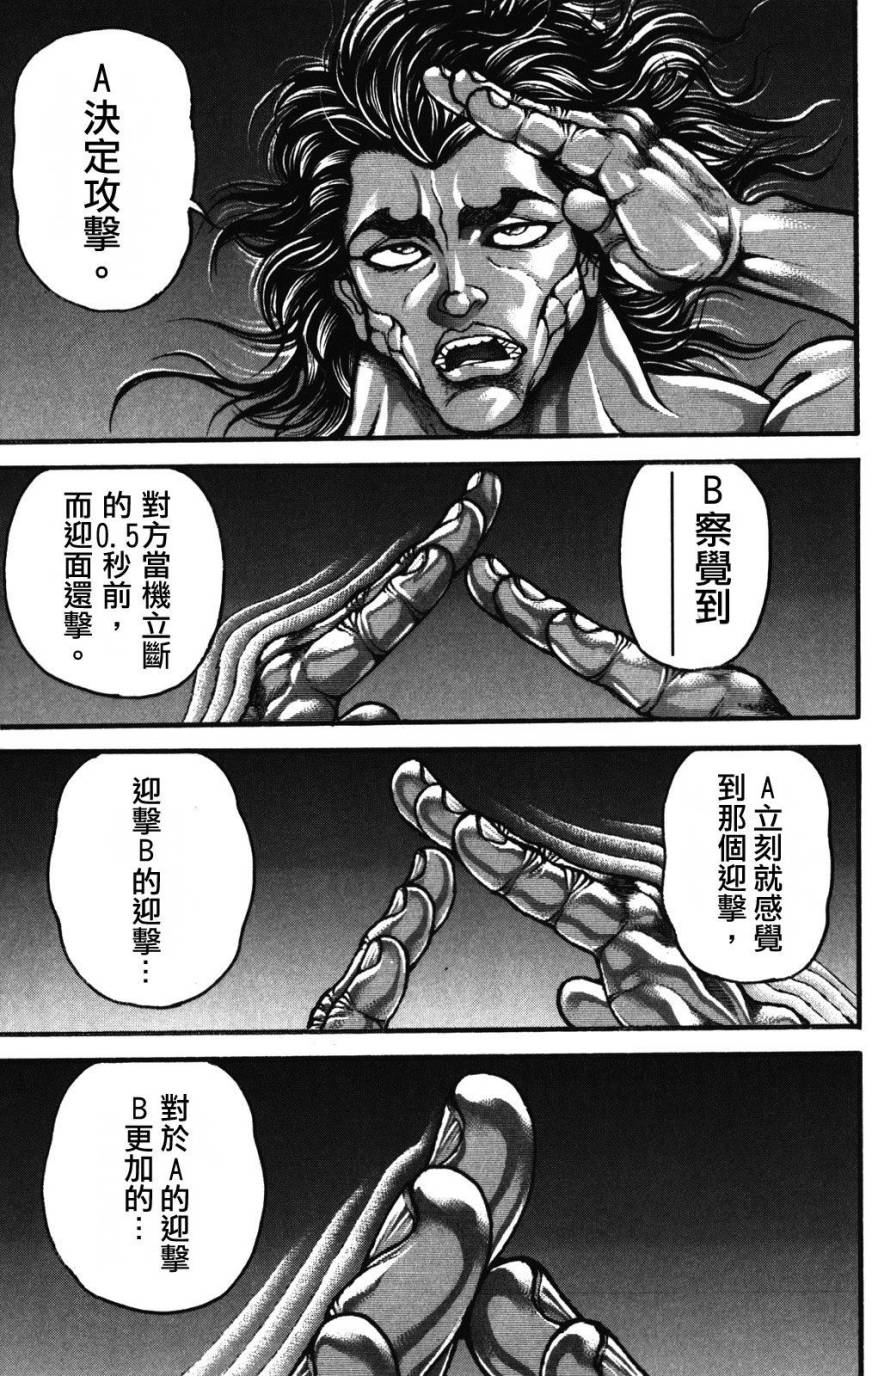 A決定攻擊。
B察覺到
對方當機立斷
的0.5秒前，
而迎面還擊。
A立刻就感覺
到那個迎擊，
迎擊B的迎擊…
對於A的迎擊
B更加的…